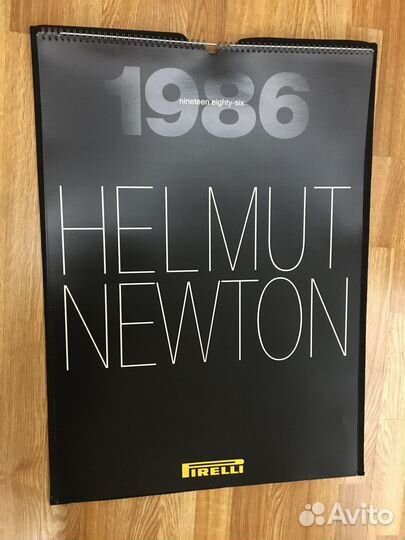 1986
nineteen eighty-six
HELMUT
NEWTON
PIRELLI
Avito